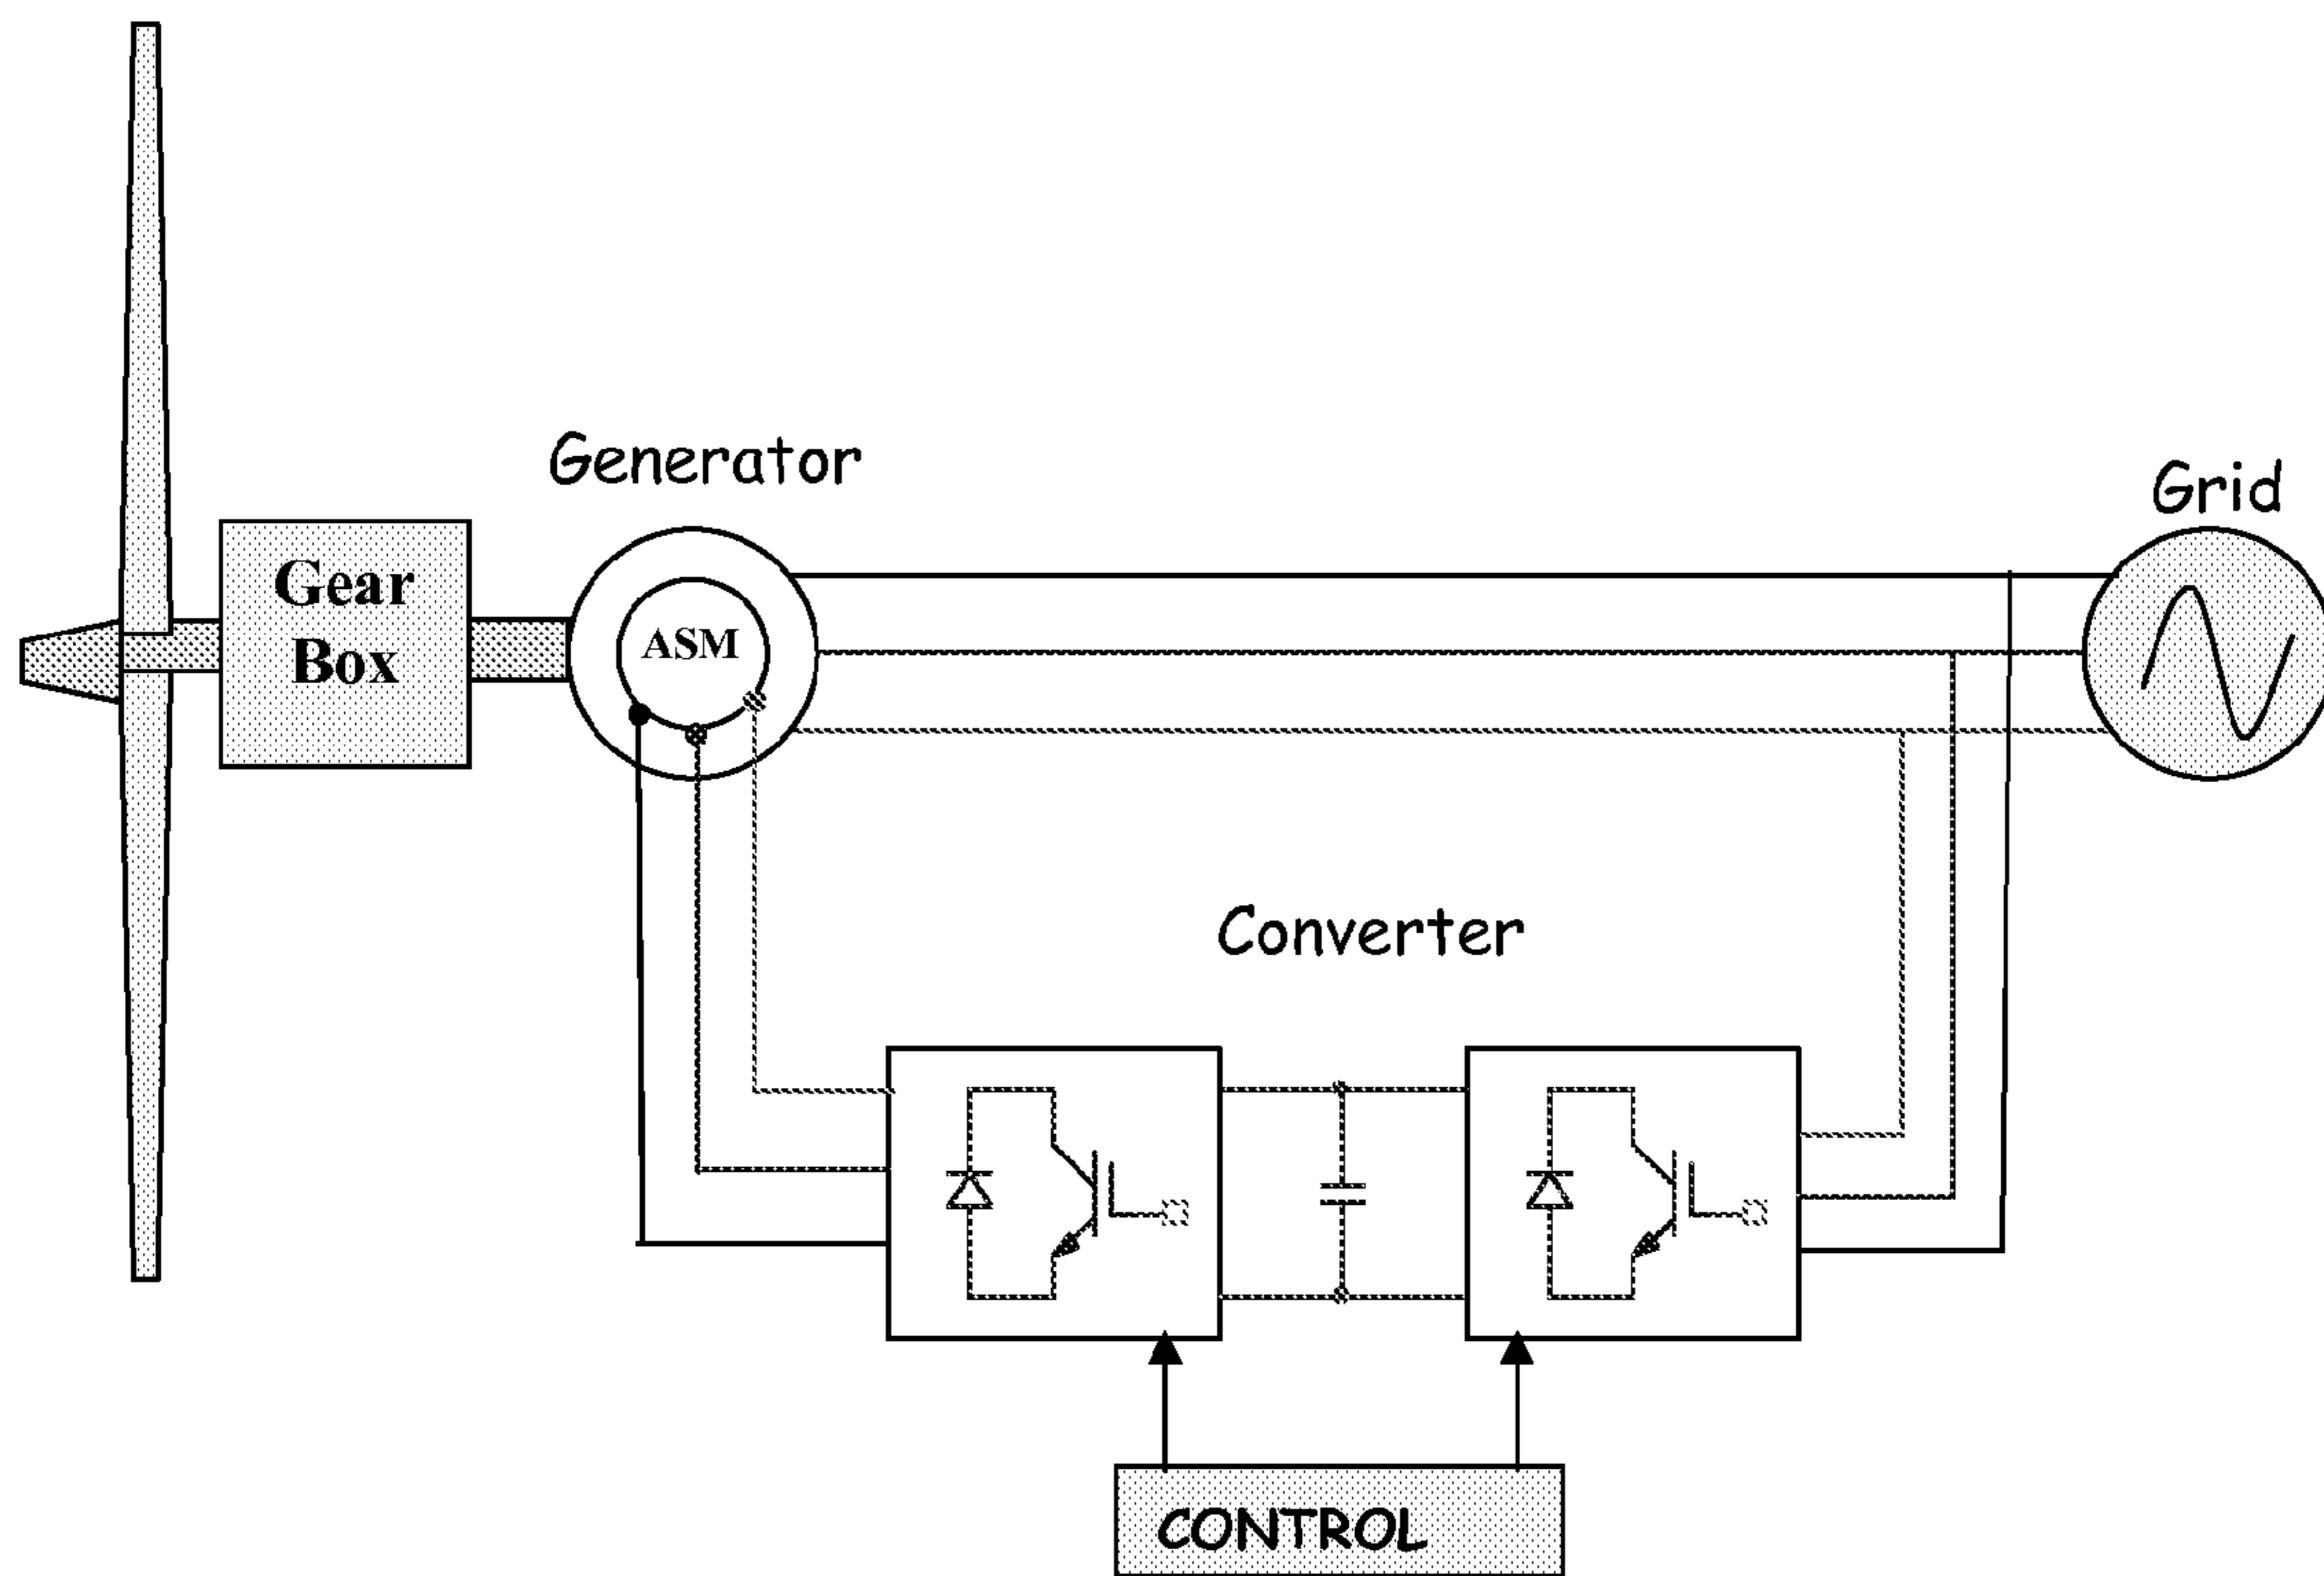 Generator
Grid
Gear
Box
ASM
Converter
CONTROL